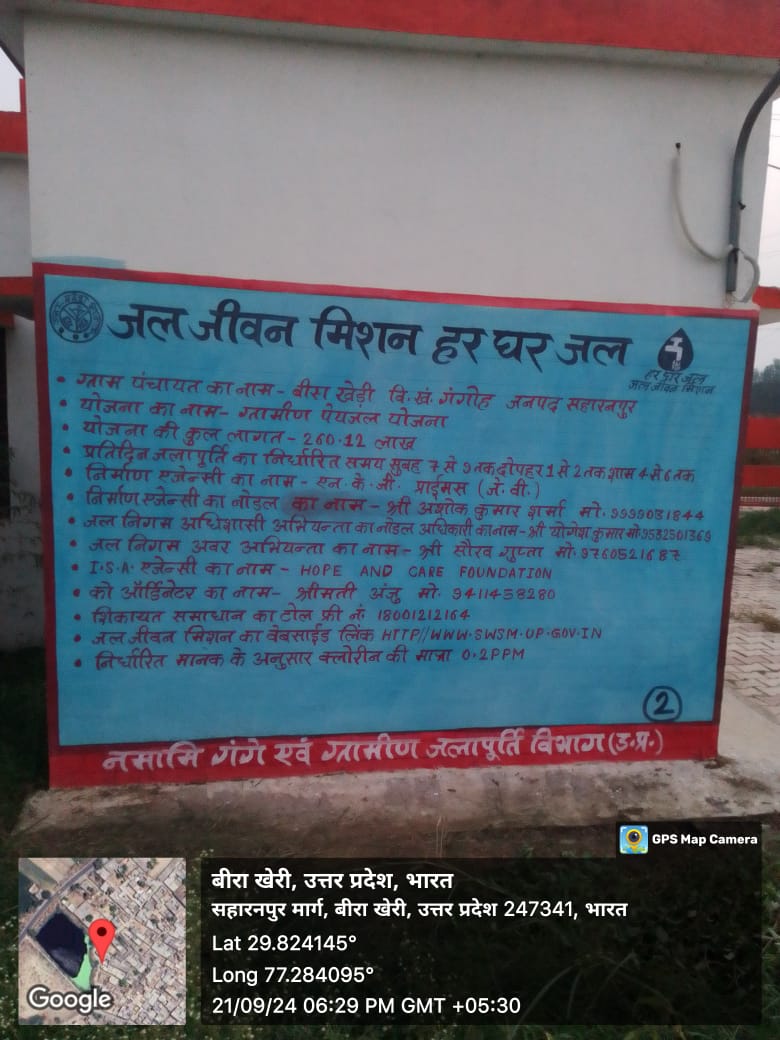 जल जीवन मिशन हर घर जल
हर घर जल
जल जीवन मिशन
• ग्राम पंचायत का नाम - बीरा खेड़ी वि.खं. गंगोह जनपद सहारनपुर
• योजना का नाम - ग्रामीण पेयजल योजना
• योजना की कुल लागत - 260.12 लाख
• प्रतिदिन जलापूर्ति का निर्धारित समय सुबह 7 से 9 तक दोपहर 1 से 2 तक शाम 4 से 6 तक
• निर्माण एजेन्सी का नाम - एन.के.जी. प्राईमस (जे.वी.)
• निर्माण एजेन्सी का नोडल का नाम - श्री अशोक कुमार शर्मा मो. 9999031844
• जल निगम अधिशासी अभियन्ता का नोडल अधिकारी का नाम - श्री योगेश कुमार मो. 9582501369
• जल निगम अवर अभियन्ता का नाम - श्री सौरव गुप्ता मो. 9760521687
• I.S.A. एजेन्सी का नाम - HOPE AND CARE FOUNDATION
• को ऑर्डिनेटर का नाम - श्रीमती अंजु मो. 9411458280
• शिकायत समाधान का टोल फ्री नं. 18001212164
• जल जीवन मिशन का वेबसाईड लिंक HTTP//WWW.SWSM.UP.GOV.IN
• निर्धारित मानक के अनुसार क्लोरीन की मात्रा 0.2PPM
2
नमामि गंगे एवं ग्रामीण जलापूर्ति विभाग (उ.प्र.)
GPS Map Camera
बीरा खेरी, उत्तर प्रदेश, भारत
सहारनपुर मार्ग, बीरा खेरी, उत्तर प्रदेश 247341, भारत
Lat 29.824145°
Long 77.284095°
21/09/24 06:29 PM GMT +05:30
Google